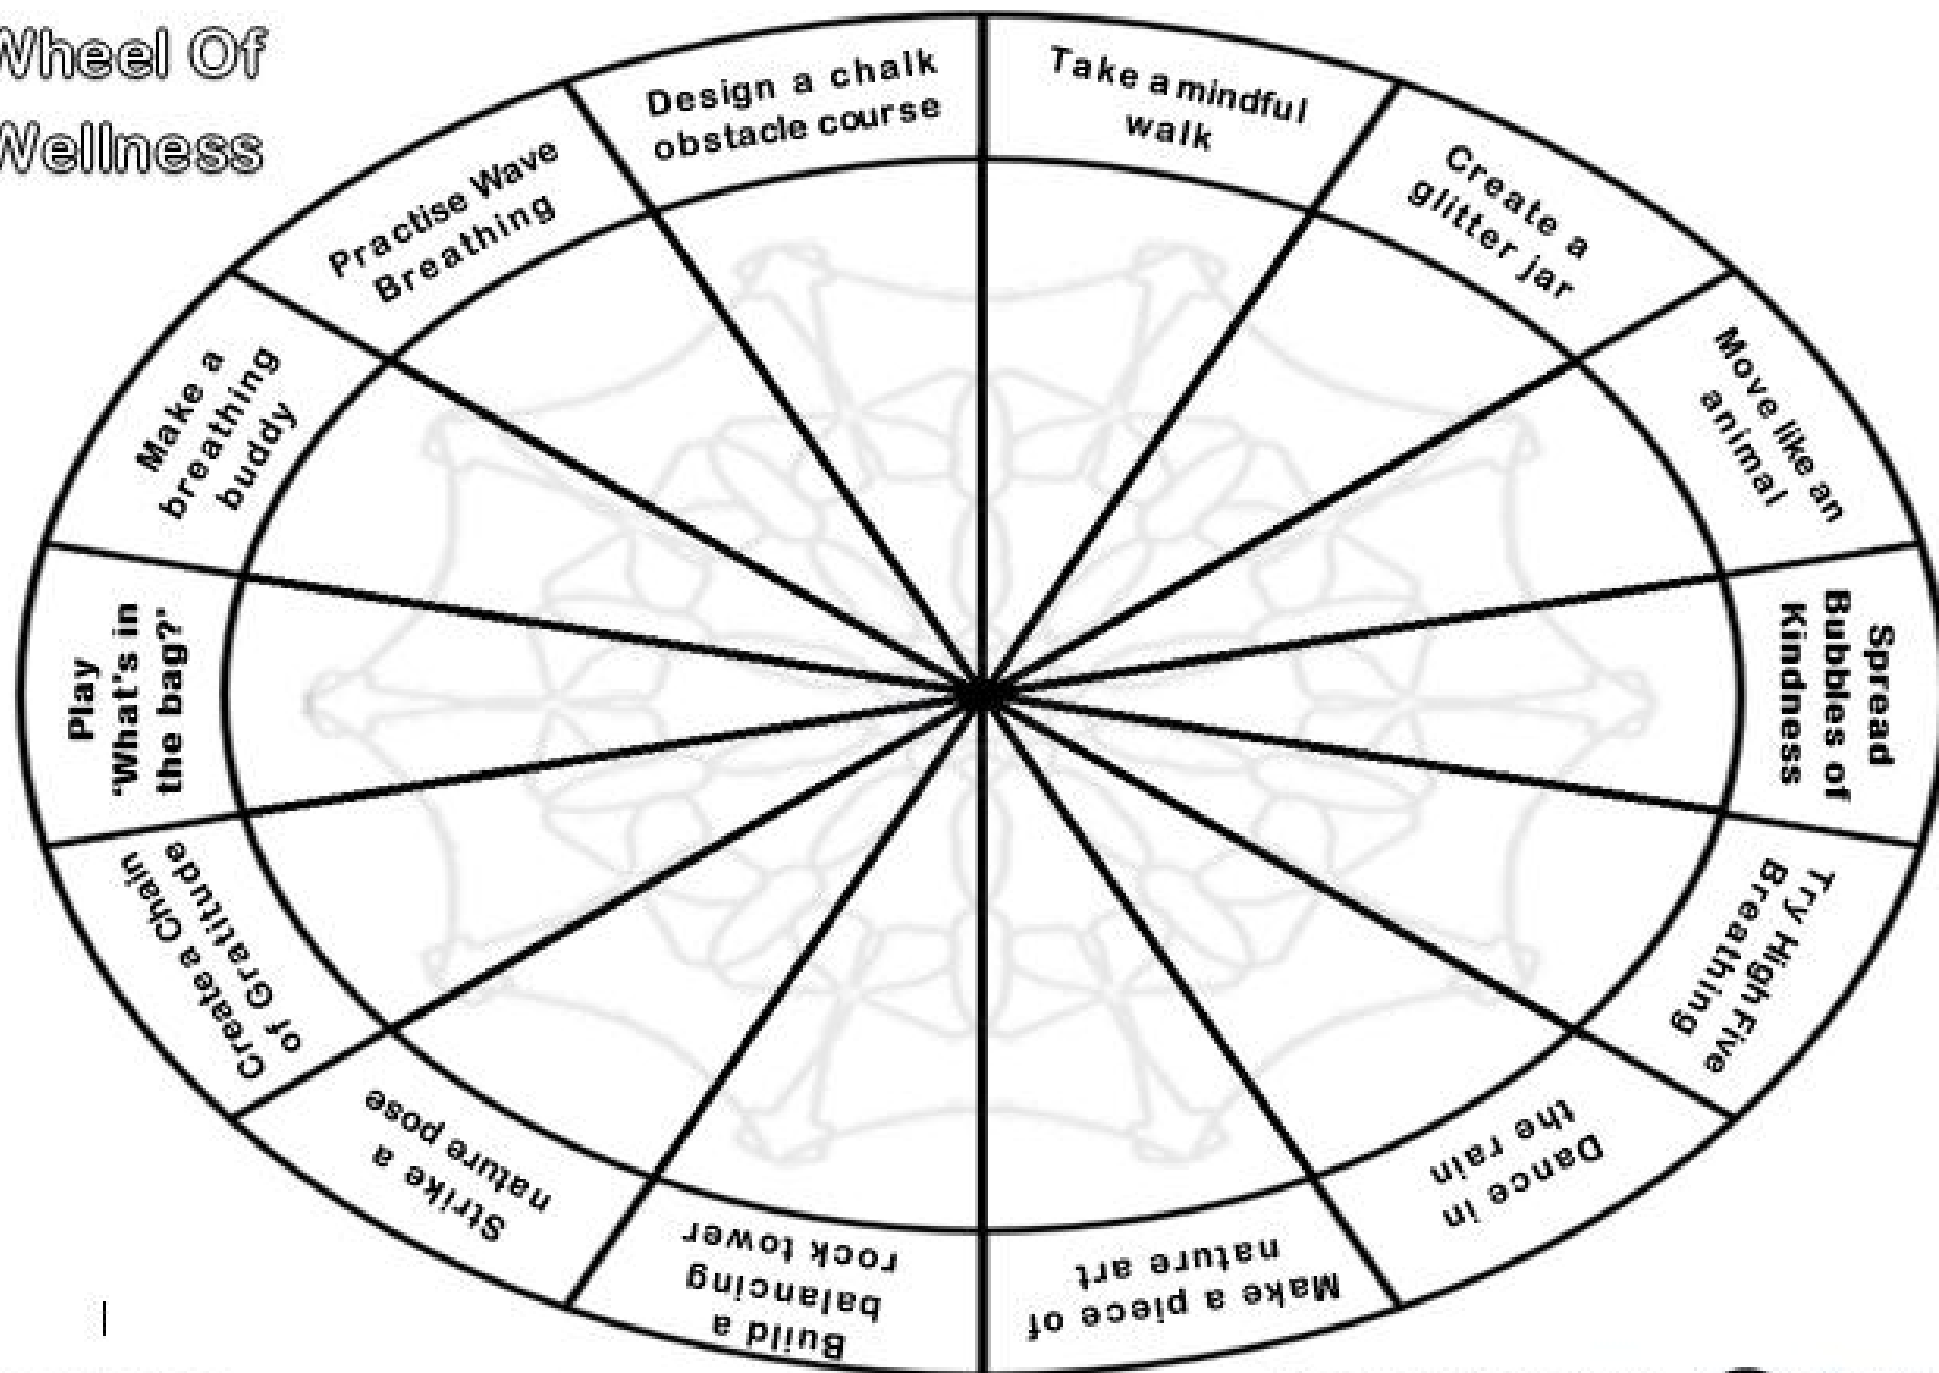 Wheel Of
Wellness
Take a mindful
walk
Create a
glitter jar
Move like an
animal
Spread
Bubbles of
Kindness
Try High Five
Breathing
Dance in
the rain
Make a piece of
nature art
Build a
balancing
rock tower
Strike a
nature pose
Create a Chain
of Gratitude
Play
'What's in
the bag?'
Make a
breathing
buddy
Practise Wave
Breathing
Design a chalk
obstacle course